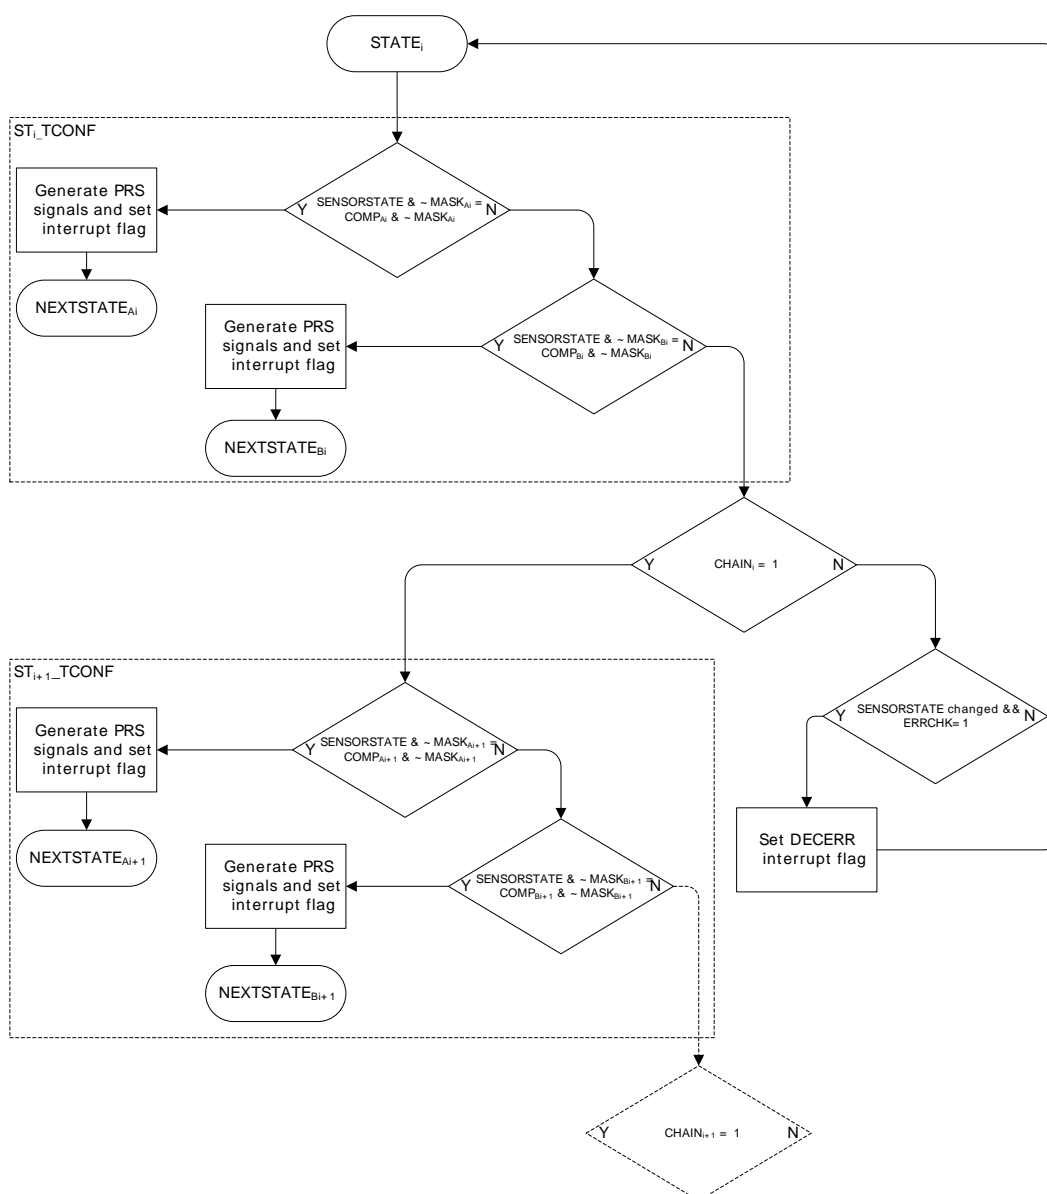 STATEi
STi_TCONF
Generate PRS
signals and set
interrupt flag
Y
SENSORSTATE & ~ MASKAi =
COMPAi & ~ MASKAi
N
NEXTSTATEAi
Generate PRS
signals and set
interrupt flag
Y
SENSORSTATE & ~ MASKBi =
COMPBi & ~ MASKBi
N
NEXTSTATEBi
Y
CHAINi = 1
N
STi+1_TCONF
Y
SENSORSTATE changed &&
ERRCHK= 1
N
Generate PRS
signals and set
interrupt flag
Y
SENSORSTATE & ~ MASKAi+1 =
COMPAi+1 & ~ MASKAi+1
N
NEXTSTATEAi+1
Set DECERR
interrupt flag
Generate PRS
signals and set
interrupt flag
Y
SENSORSTATE & ~ MASKBi+1 =
COMPBi+1 & ~ MASKBi+1
N
NEXTSTATEBi+1
Y
CHAINi+1 = 1
N